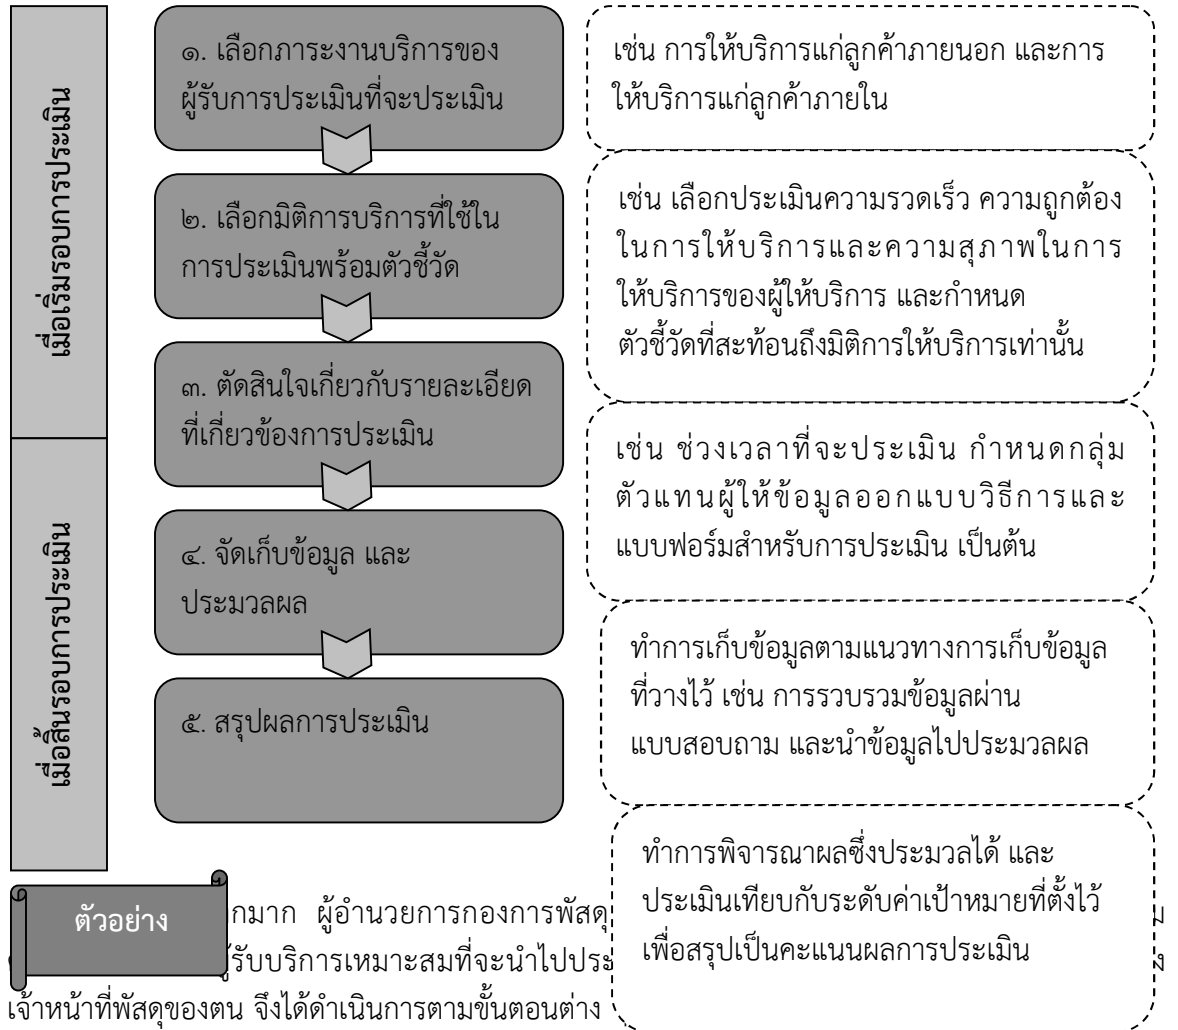 เมื่อเริ่มรอบการประเมิน
๑. เลือกภาระงานบริการของ
ผู้รับการประเมินที่จะประเมิน
เช่น การให้บริการแก่ลูกค้าภายนอก และการ
ให้บริการแก่ลูกค้าภายใน
๒. เลือกมิติการบริการที่ใช้ใน
การประเมินพร้อมตัวชี้วัด
เช่น เลือกประเมินความรวดเร็ว ความถูกต้อง
ในการให้บริการและความสุภาพในการ
ให้บริการของผู้ให้บริการ และกำหนด
ตัวชี้วัดที่สะท้อนถึงมิติการให้บริการเท่านั้น
๓. ตัดสินใจเกี่ยวกับรายละเอียด
ที่เกี่ยวข้องการประเมิน
เช่น ช่วงเวลาที่จะประเมิน กำหนดกลุ่ม
ตัวแทนผู้ให้ข้อมูลออกแบบวิธีการและ
แบบฟอร์มสำหรับการประเมิน เป็นต้น
เมื่อสิ้นรอบการประเมิน
๔. จัดเก็บข้อมูล และ
ประมวลผล
ทำการเก็บข้อมูลตามแนวทางการเก็บข้อมูล
ที่วางไว้ เช่น การรวบรวมข้อมูลผ่าน
แบบสอบถาม และนำข้อมูลไปประมวลผล
๕. สรุปผลการประเมิน
ทำการพิจารณาผลซึ่งประมวลได้ และ
ประเมินเทียบกับระดับค่าเป้าหมายที่ตั้งไว้
เพื่อสรุปเป็นคะแนนผลการประเมิน
ตัวอย่าง
กมาก ผู้อำนวยการกองการพัสดุ
รับบริการเหมาะสมที่จะนำไปประ
เจ้าหน้าที่พัสดุของตน จึงได้ดำเนินการตามขั้นตอนต่าง